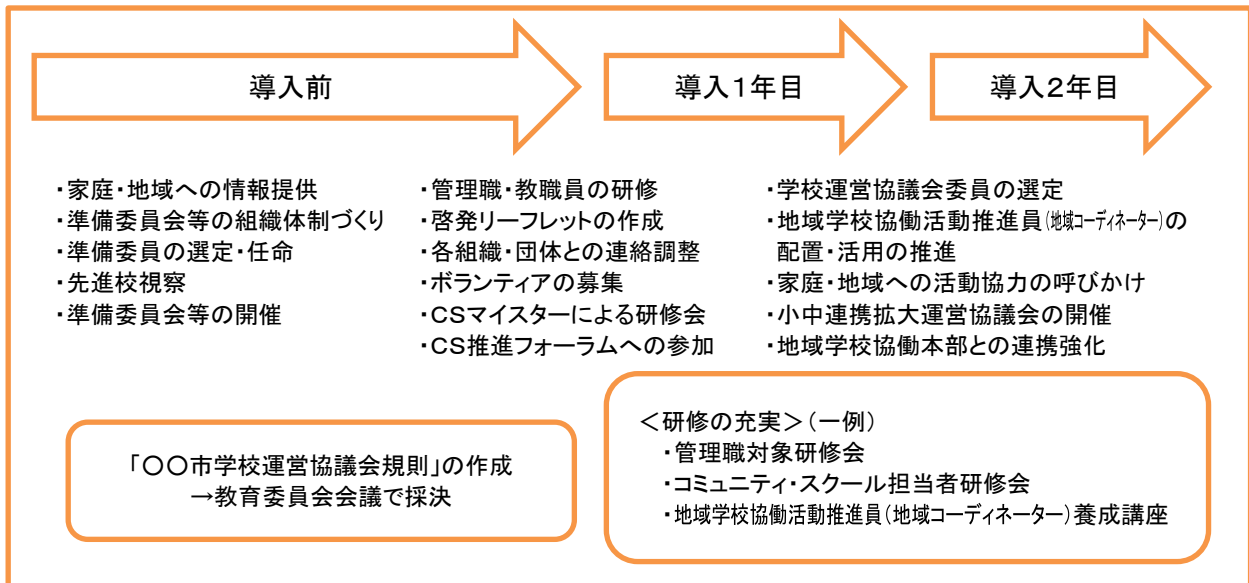 導入前
導入1年目
導入2年目
・家庭・地域への情報提供
・準備委員会等の組織体制づくり
・準備委員の選定・任命
・先進校視察
・準備委員会等の開催
・管理職・教職員の研修
・啓発リーフレットの作成
・各組織・団体との連絡調整
・ボランティアの募集
・CSマイスターによる研修会
・CS推進フォーラムへの参加
・学校運営協議会委員の選定
・地域学校協働活動推進員(地域コーディネーター)の
配置・活用の推進
・家庭・地域への活動協力の呼びかけ
・小中連携拡大運営協議会の開催
・地域学校協働本部との連携強化
「〇〇市学校運営協議会規則」の作成
→教育委員会会議で採決
＜研修の充実＞(一例)
・管理職対象研修会
・コミュニティ・スクール担当者研修会
・地域学校協働活動推進員(地域コーディネーター)養成講座